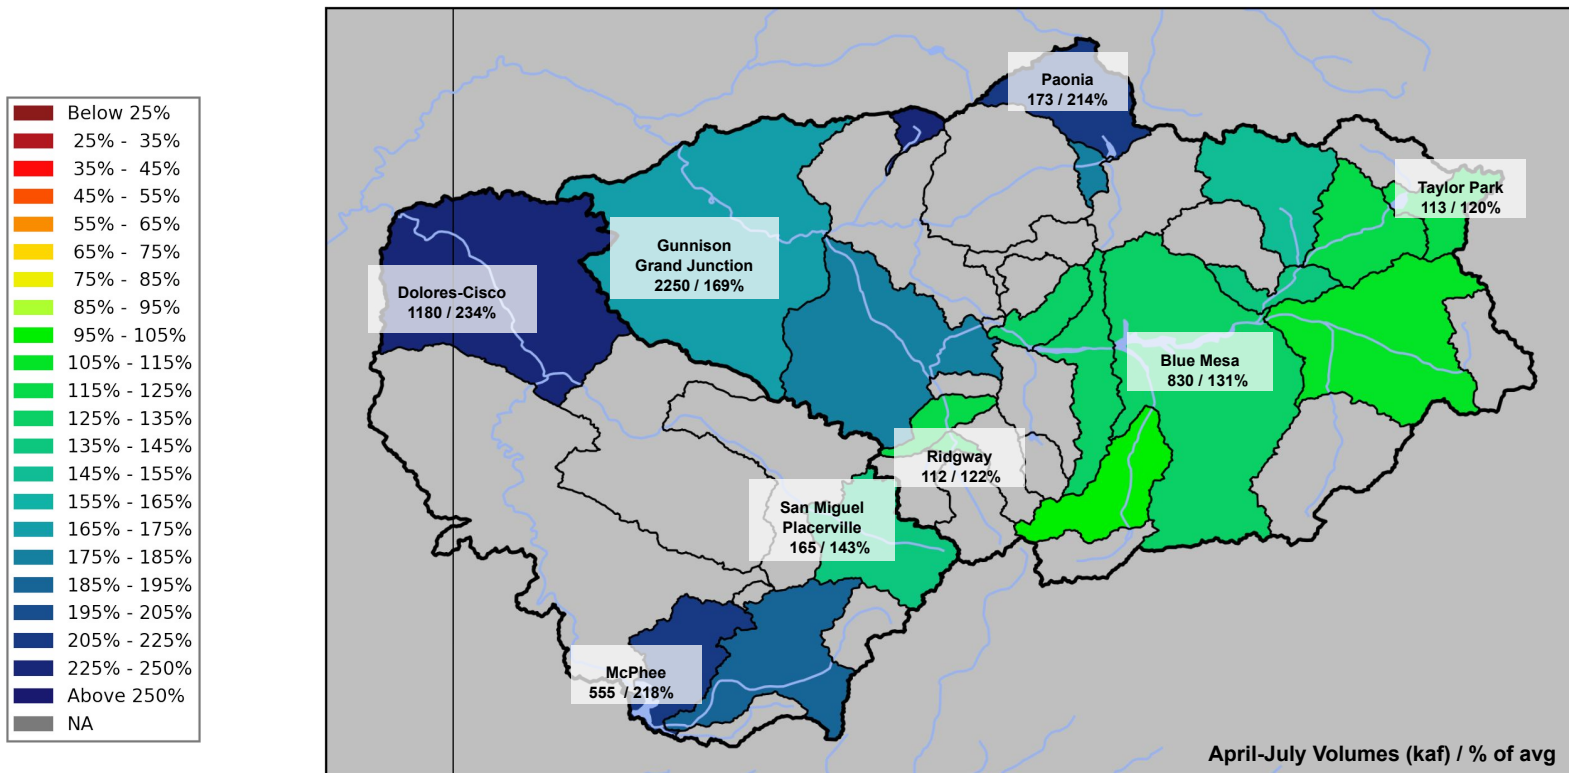 Below 25%
25% - 35%
35% - 45%
45% - 55%
55% - 65%
65% - 75%
75% - 85%
85% - 95%
95% - 105%
105% - 115%
115% - 125%
125% - 135%
135% - 145%
145% - 155%
155% - 165%
165% - 175%
175% - 185%
185% - 195%
195% - 205%
205% - 225%
225% - 250%
Above 250%
NA
Paonia
173 / 214%
Taylor Park
113 / 120%
Gunnison
Grand Junction
2250 / 169%
Dolores-Cisco
1180 / 234%
Blue Mesa
830 / 131%
Ridgway
112 / 122%
San Miguel
Placerville
165 / 143%
McPhee
555 / 218%
April-July Volumes (kaf) / % of avg